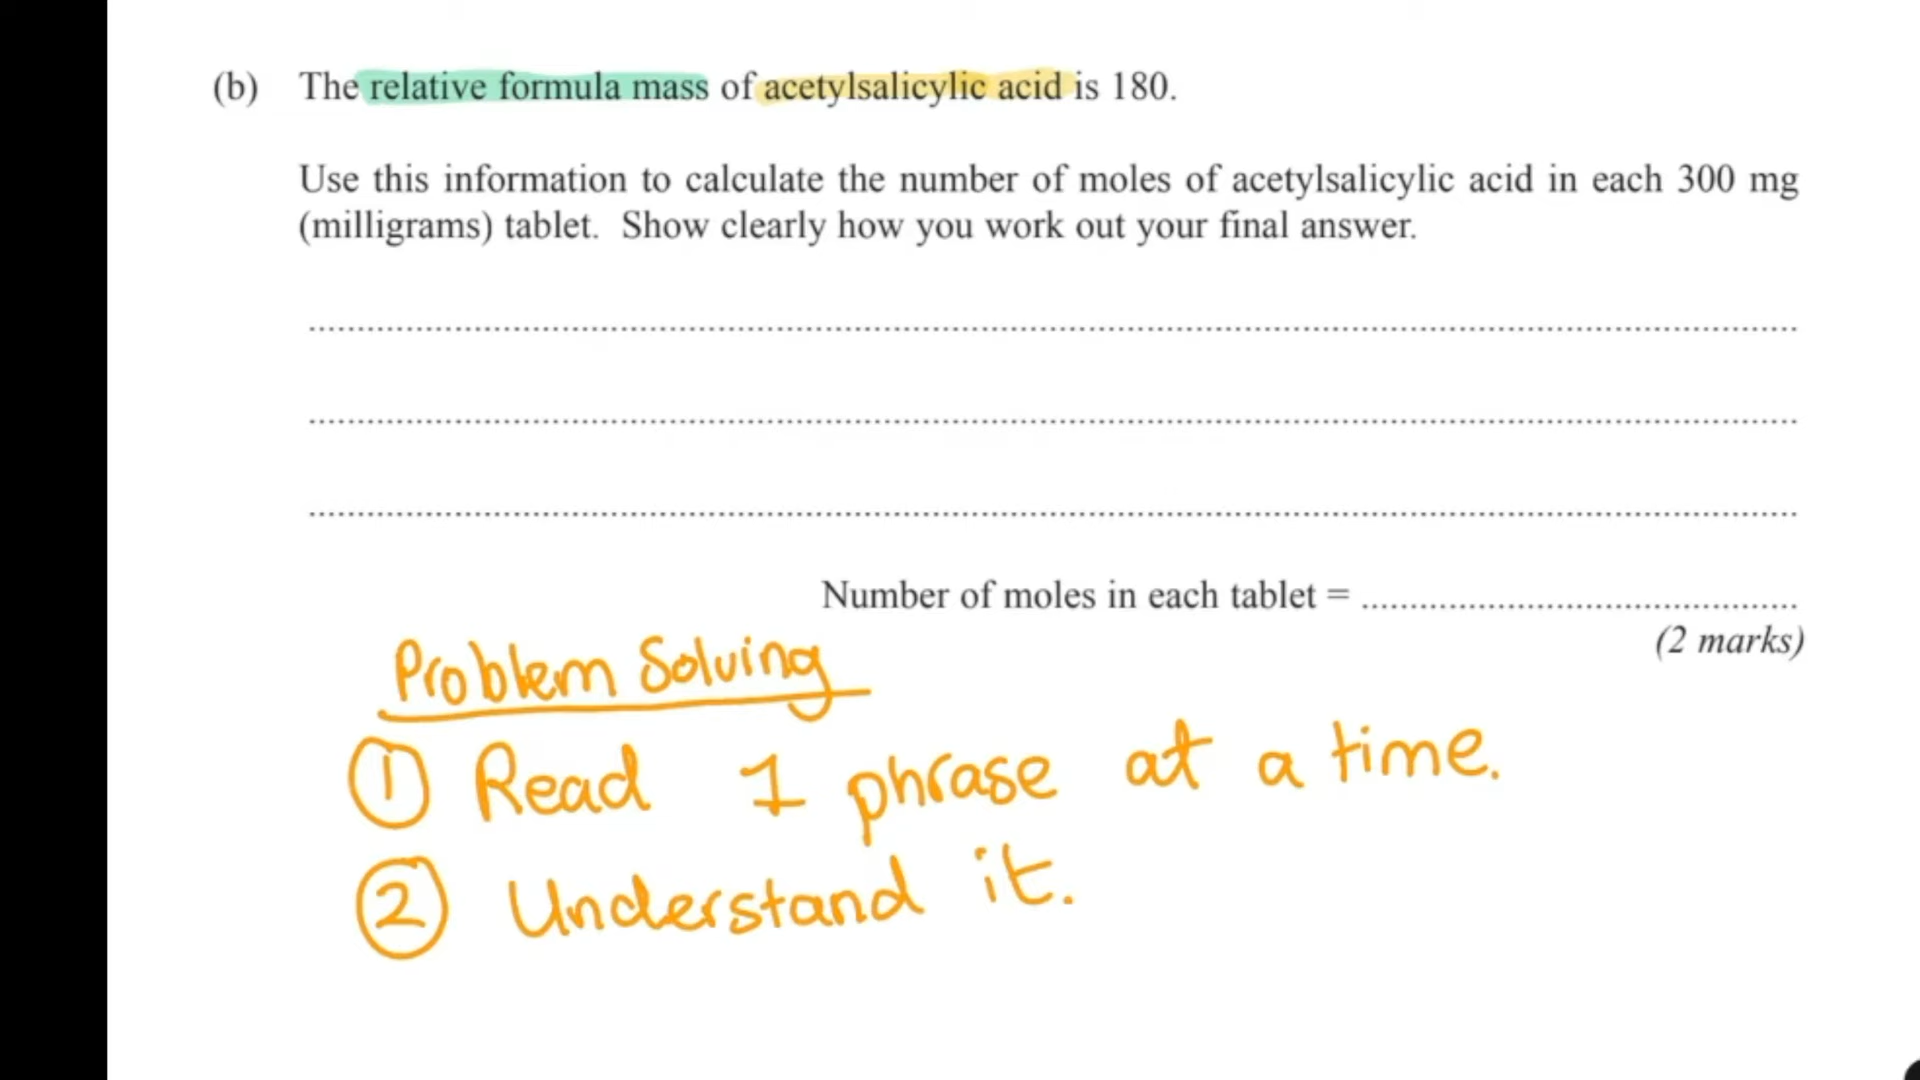 (b) The relative formula mass of acetylsalicylic acid is 180.
Use this information to calculate the number of moles of acetylsalicylic acid in each 300 mg
(milligrams) tablet. Show clearly how you work out your final answer.
Number of moles in each tablet = ............................................
(2 marks)
Problem Solving
① Read 1 phrase at a time.
② Understand it.